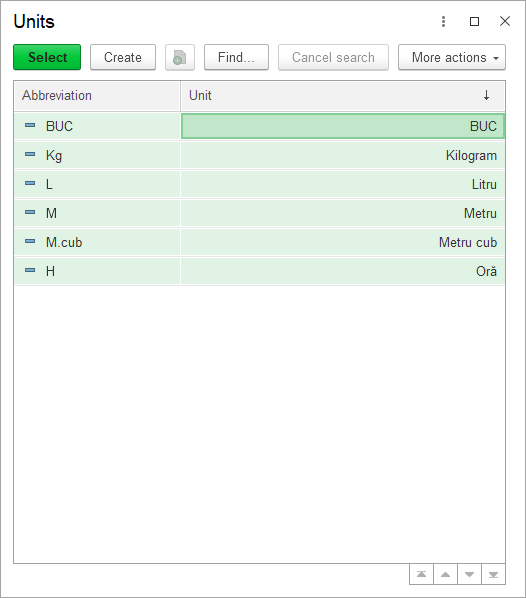 Units
Select Create Find... Cancel search More actions
Abbreviation Unit ↓
BUC BUC
Kg Kilogram
L Litru
M Metru
M.cub Metru cub
H Oră